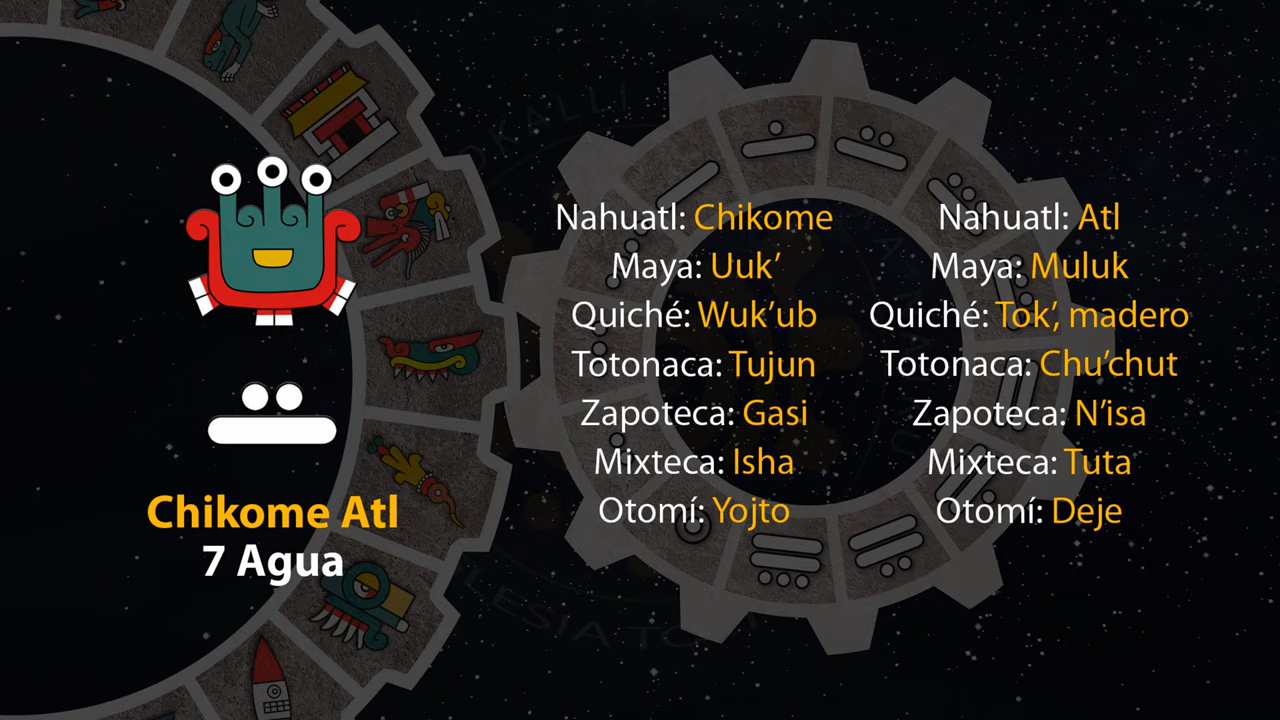 Chikome Atl
7 Agua
Nahuatl: Chikome
Maya: Uuk’
Quiché: Wuk’ub
Totonaca: Tujun
Zapoteca: Gasi
Mixteca: Isha
Otomí: Yojto
Nahuatl: Atl
Maya: Muluk
Quiché: Tok’, madero
Totonaca: Chu’chut
Zapoteca: N’isa
Mixteca: Tuta
Otomí: Deje